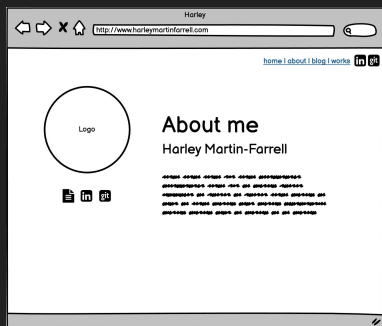 Harley
http://www.harleymartinfarrell.com
home | about | blog | works in git
Logo
About me
Harley Martin-Farrell
in git